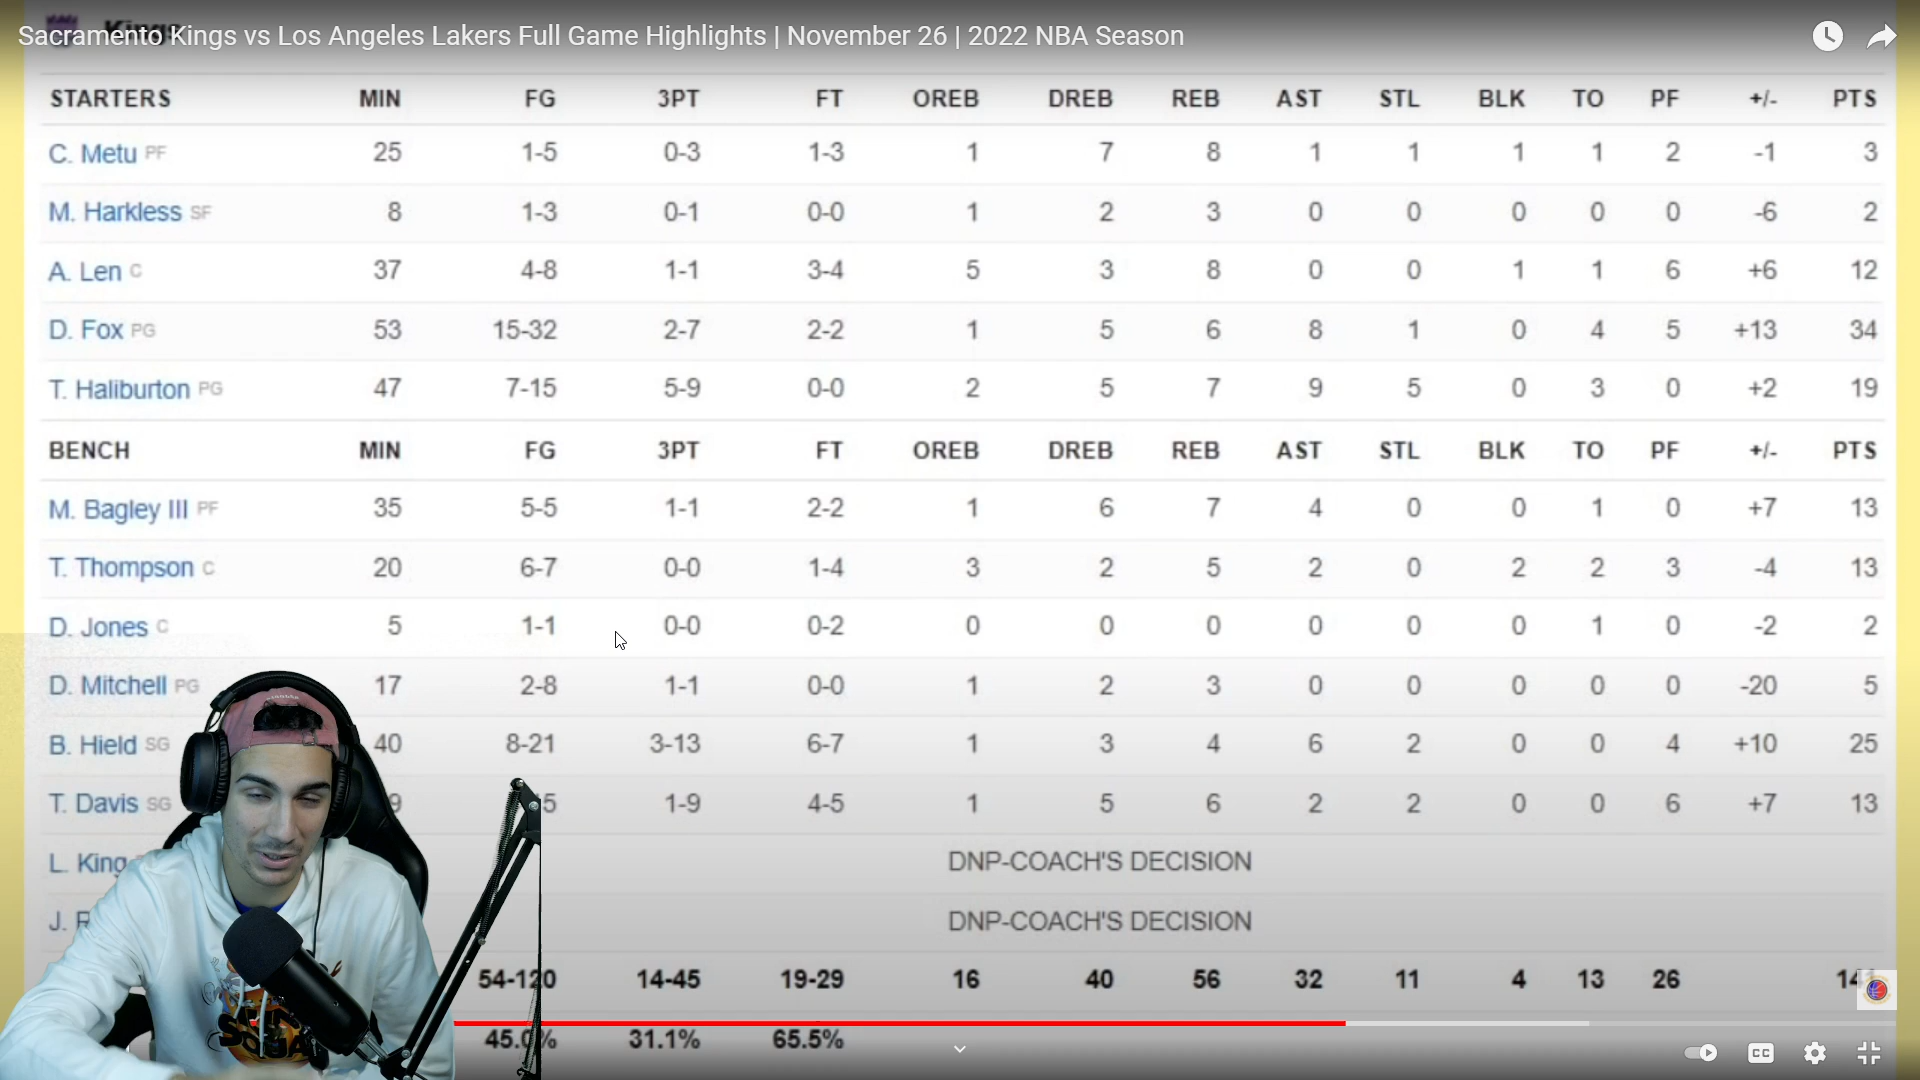 Kings
Sacramento Kings vs Los Angeles Lakers Full Game Highlights | November 26 | 2022 NBA Season
STARTERS MIN FG 3PT FT OREB DREB REB AST STL BLK TO PF +/- PTS
C. Metu PF 25 1-5 0-3 1-3 1 7 8 1 1 1 1 2 -1 3
M. Harkless SF 8 1-3 0-1 0-0 1 2 3 0 0 0 0 0 -6 2
A. Len C 37 4-8 1-1 3-4 5 3 8 0 0 1 1 6 +6 12
D. Fox PG 53 15-32 2-7 2-2 1 5 6 8 1 0 4 5 +13 34
T. Haliburton PG 47 7-15 5-9 0-0 2 5 7 9 5 0 3 0 +2 19
BENCH MIN FG 3PT FT OREB DREB REB AST STL BLK TO PF +/- PTS
M. Bagley III PF 35 5-5 1-1 2-2 1 6 7 4 0 0 1 0 +7 13
T. Thompson C 20 6-7 0-0 1-4 3 2 5 2 0 2 2 3 -4 13
D. Jones C 5 1-1 0-0 0-2 0 0 0 0 0 0 1 0 -2 2
D. Mitchell PG 17 2-8 1-1 0-0 1 2 3 0 0 0 0 0 -20 5
B. Hield SG 40 8-21 3-13 6-7 1 3 4 6 2 0 0 4 +10 25
T. Davis SG 9 5 1-9 4-5 1 5 6 2 2 0 0 6 +7 13
L. King DNP-COACH'S DECISION
J. DNP-COACH'S DECISION
54-120 14-45 19-29 16 40 56 32 11 4 13 26 14
45.0% 31.1% 65.5%
CC